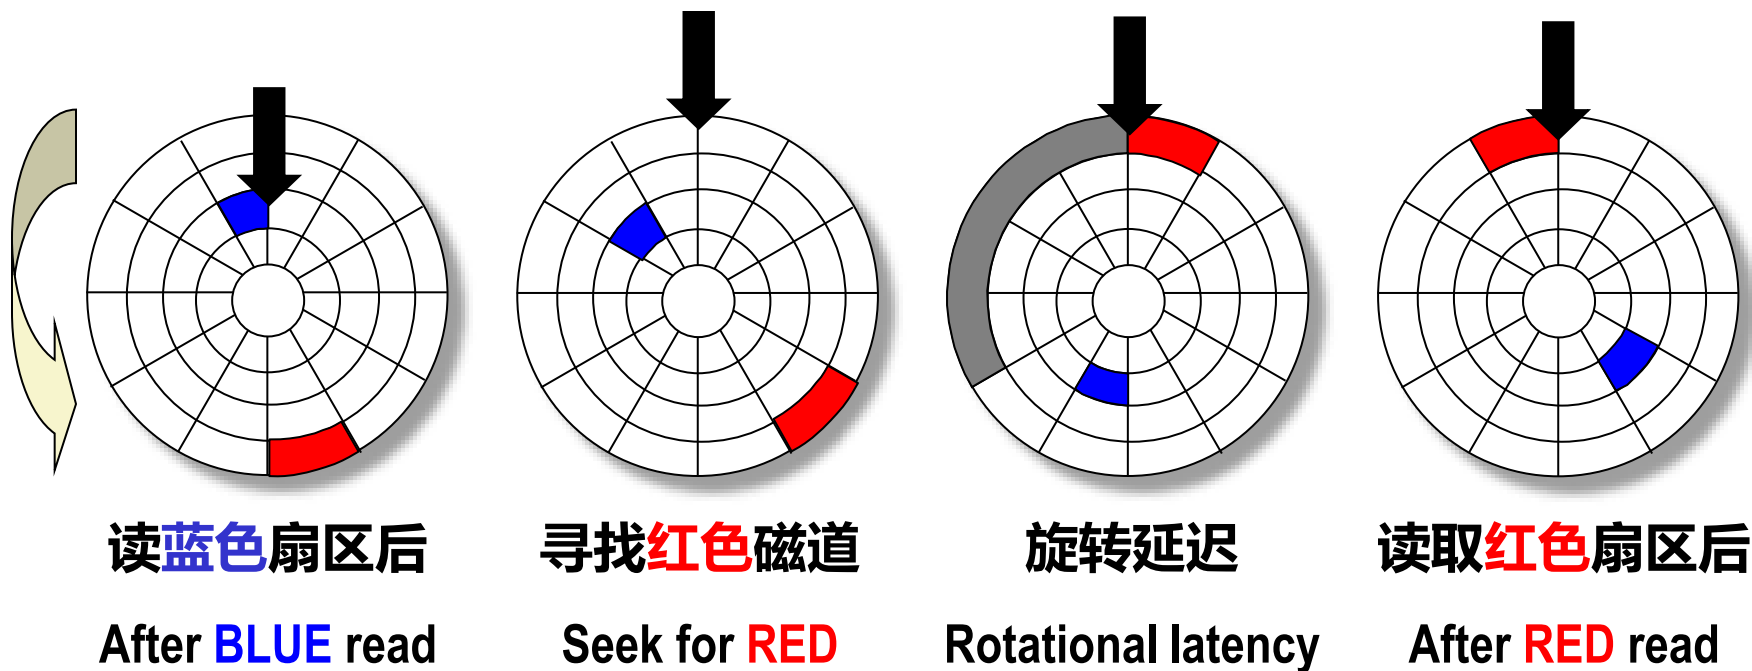 读蓝色扇区后
寻找红色磁道
旋转延迟
读取红色扇区后
After BLUE read
Seek for RED
Rotational latency
After RED read